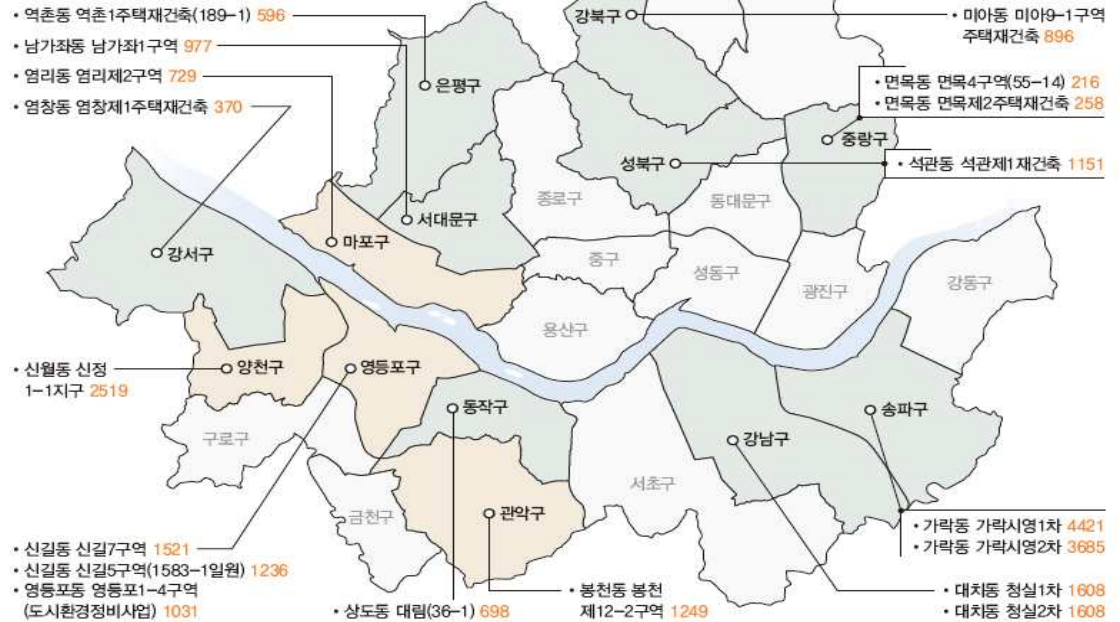 • 역촌동 역촌1주택재건축(189-1) 596
• 남가좌동 남가좌1구역 977
• 염리동 염리제2구역 729
• 염창동 염창제1주택재건축 370
강북구
• 미아동 미아9-1구역
주택재건축 896
• 면목동 면목4구역(55-14) 216
• 면목동 면목제2주택재건축 258
• 석관동 석관제1재건축 1151
은평구
중랑구
성북구
종로구
동대문구
서대문구
마포구
강서구
중구
성동구
광진구
강동구
용산구
• 신월동 신정
1-1지구 2519
양천구
영등포구
동작구
송파구
강남구
구로구
서초구
금천구
관악구
• 가락동 가락시영1차 4421
• 가락동 가락시영2차 3685
• 신길동 신길7구역 1521
• 신길동 신길5구역(1583-1일원) 1236
• 영등포동 영등포1-4구역
(도시환경정비사업) 1031
• 상도동 대림(36-1) 698
• 봉천동 봉천
제12-2구역 1249
• 대치동 청실1차 1608
• 대치동 청실2차 1608